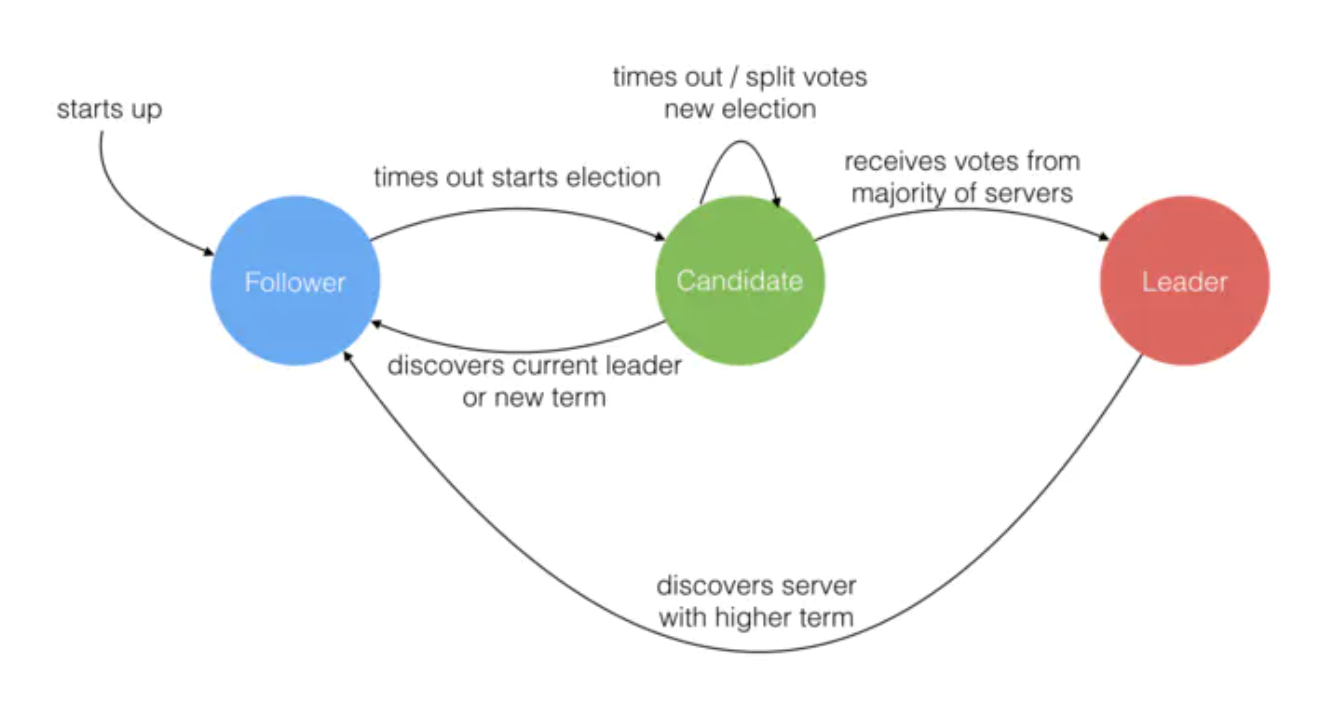 times out / split votes
new election
starts up
receives votes from
majority of servers
times out starts election
Follower
Candidate
Leader
discovers current leader
or new term
discovers server
with higher term